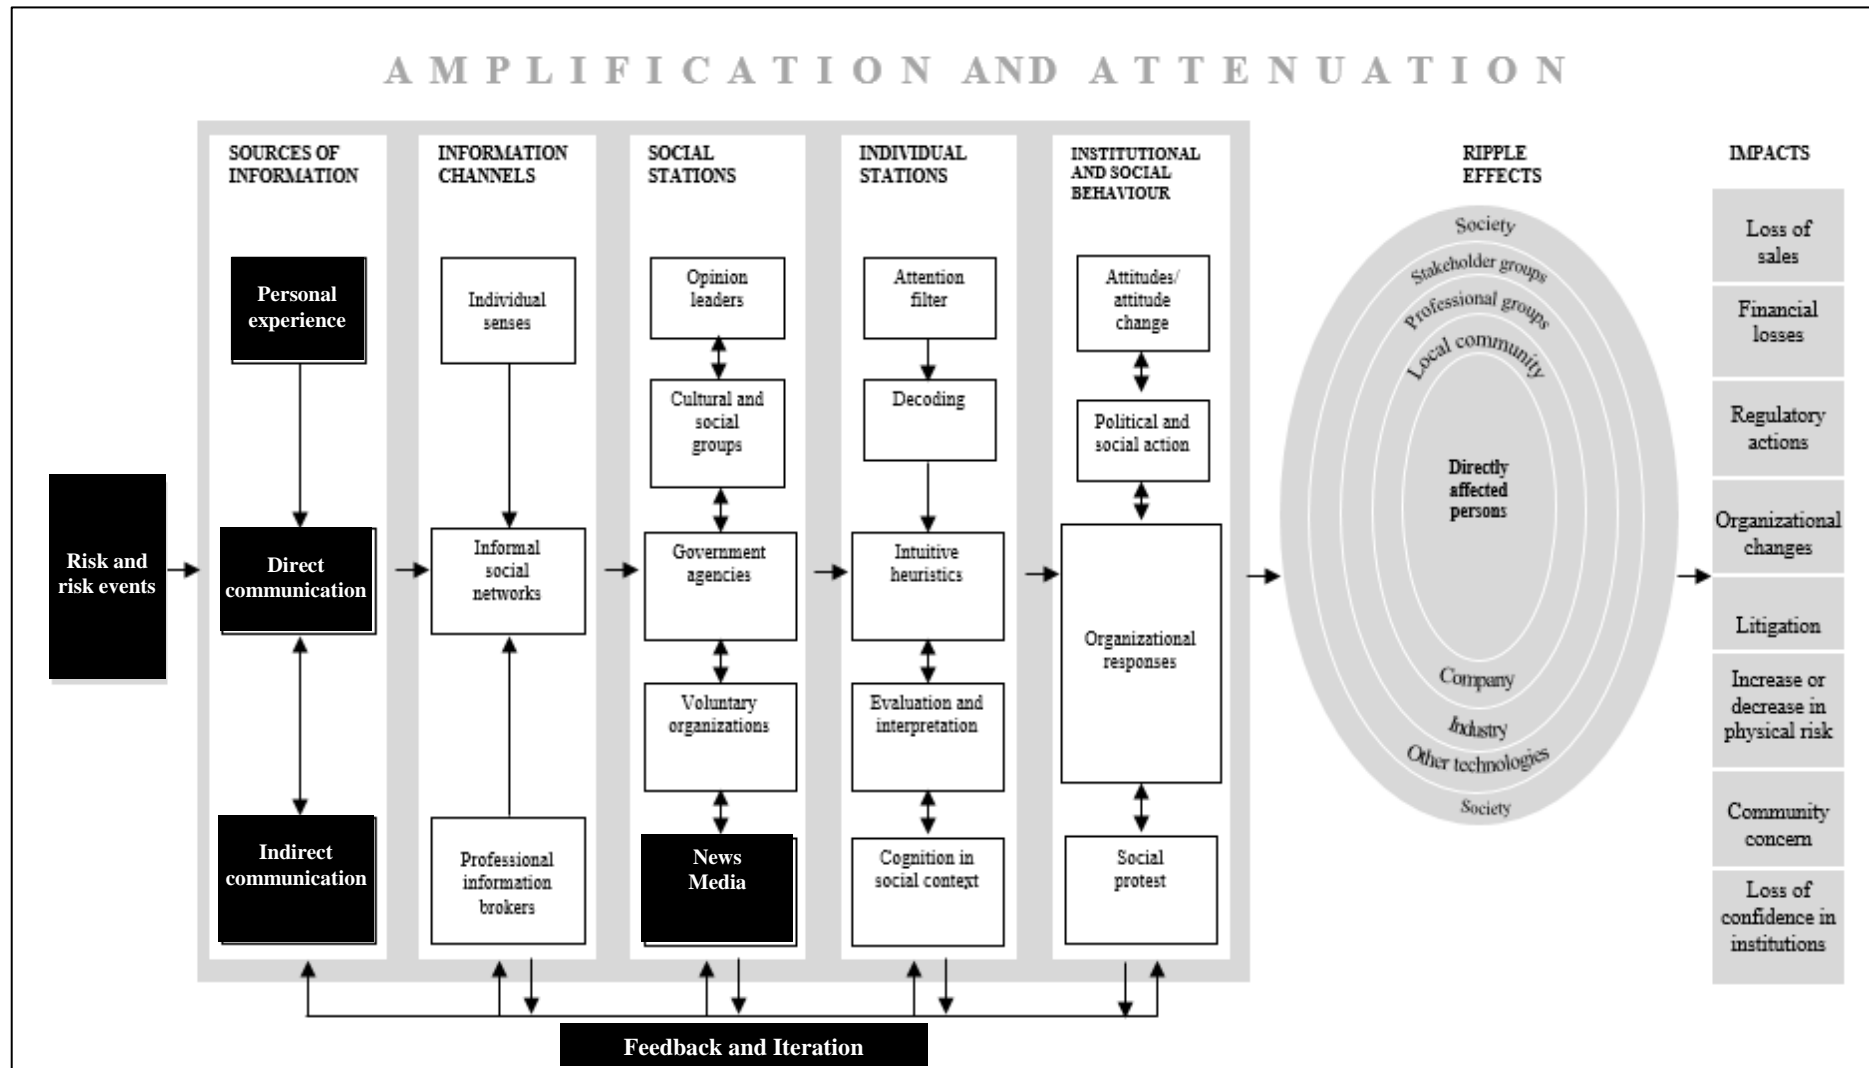 AMPLIFICATION AND ATTENUATION
SOURCES OF
INFORMATION
INFORMATION
CHANNELS
SOCIAL
STATIONS
INDIVIDUAL
STATIONS
INSTITUTIONAL
AND SOCIAL
BEHAVIOUR
RIPPLE
EFFECTS
IMPACTS
Risk and
risk events
Personal
experience
Direct
communication
Indirect
communication
Individual
senses
Informal
social
networks
Professional
information
brokers
Opinion
leaders
Cultural and
social
groups
Government
agencies
Voluntary
organizations
News
Media
Attention
filter
Decoding
Intuitive
heuristics
Evaluation and
interpretation
Cognition in
social context
Attitudes/
attitude
change
Political and
social action
Organizational
responses
Social
protest
Society
Stakeholder groups
Professional groups
Local community
Directly
affected
persons
Company
Industry
Other technologies
Society
Loss of
sales
Financial
losses
Regulatory
actions
Organizational
changes
Litigation
Increase or
decrease in
physical risk
Community
concern
Loss of
confidence in
institutions
Feedback and Iteration